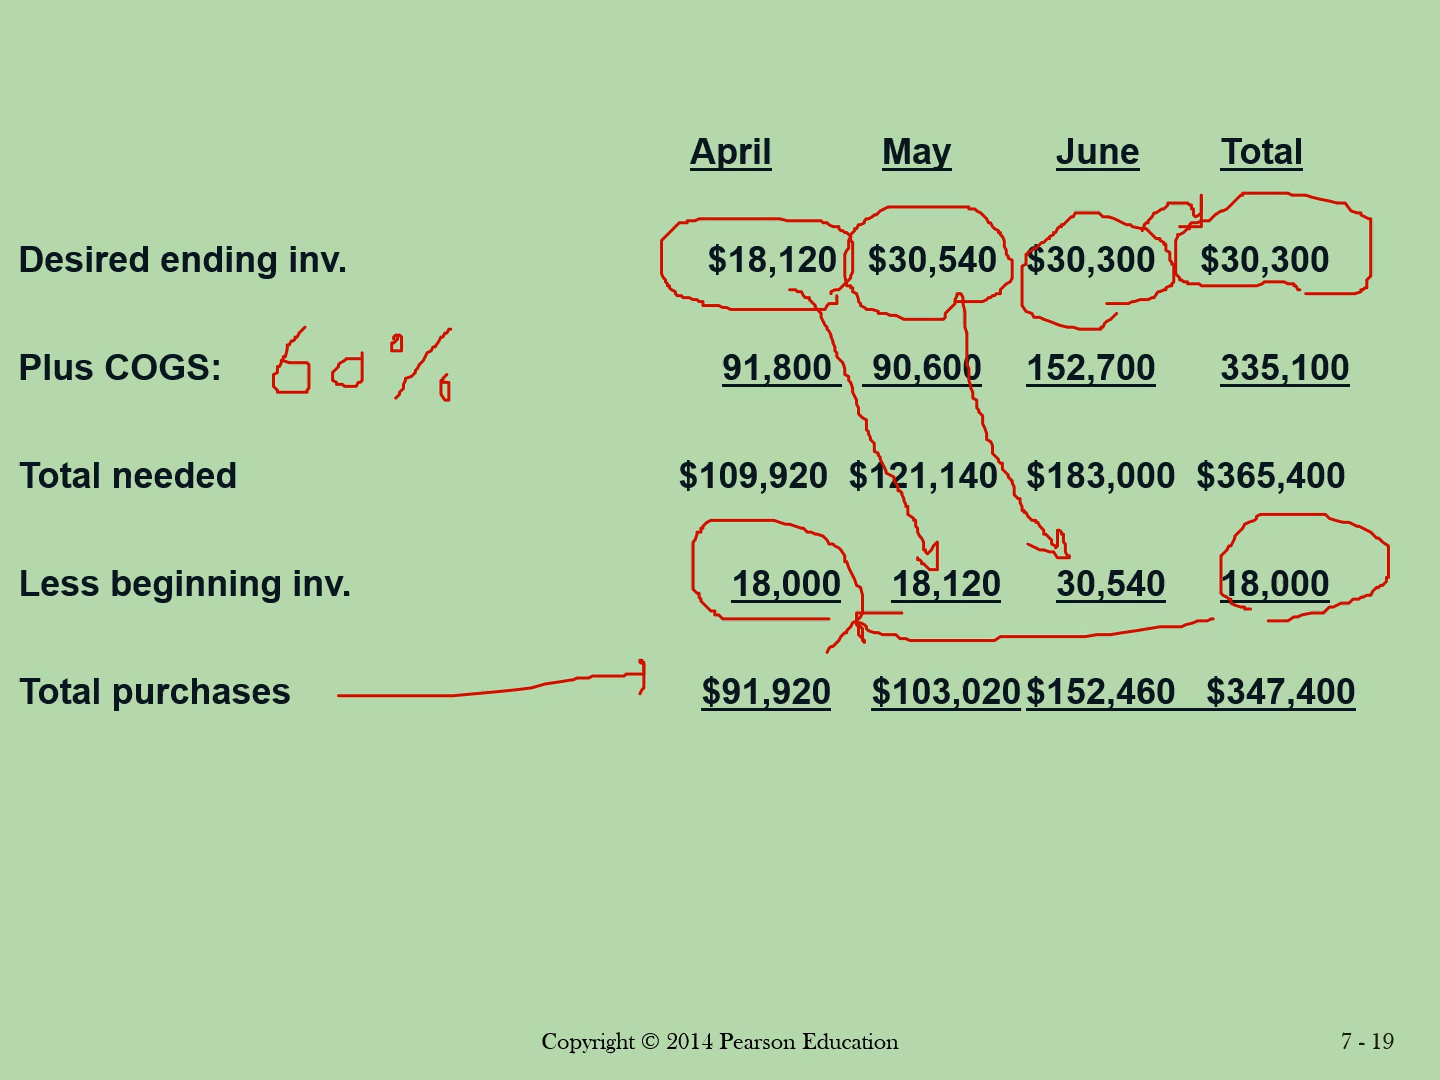 April May June Total
Desired ending inv. $18,120 $30,540 $30,300 $30,300
Plus COGS: 60% 91,800 90,600 152,700 335,100
Total needed $109,920 $121,140 $183,000 $365,400
Less beginning inv. 18,000 18,120 30,540 18,000
Total purchases $91,920 $103,020 $152,460 $347,400
Copyright © 2014 Pearson Education 7 - 19